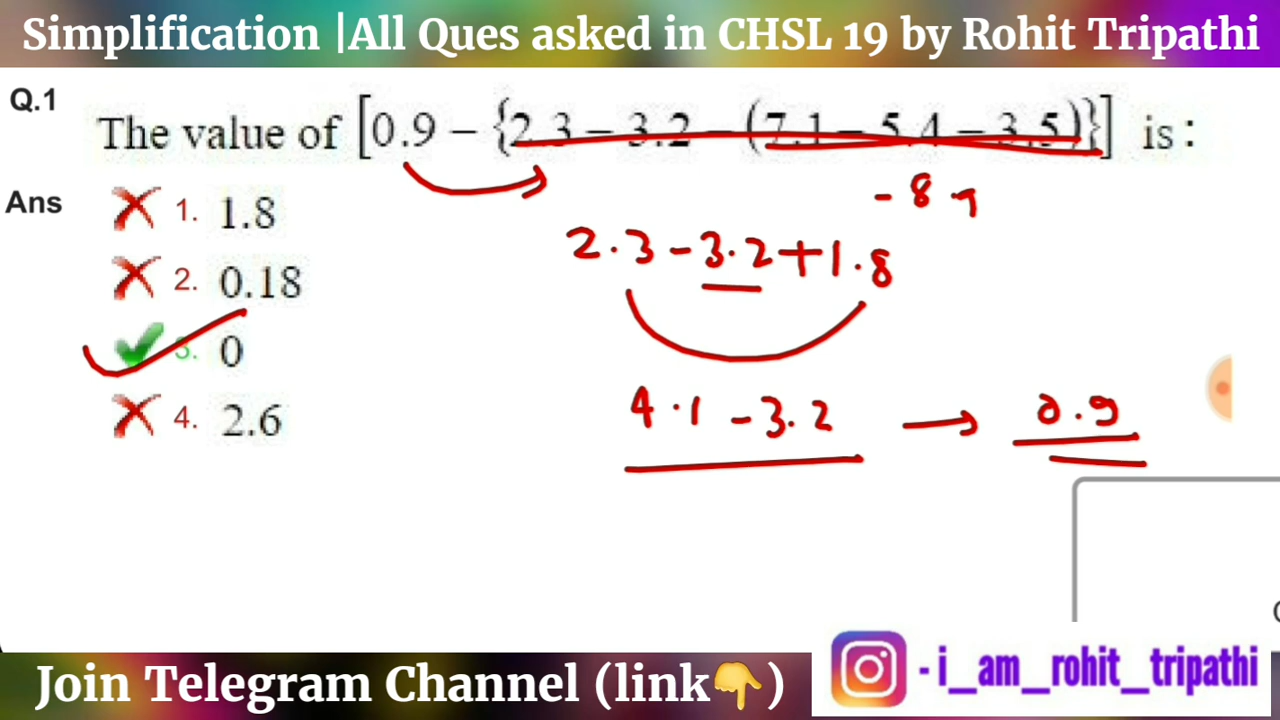 Simplification |All Ques asked in CHSL 19 by Rohit Tripathi
Q.1
The value of [0.9 – {2.3 – 3.2 – (7.1 – 5.4 – 3.5)}] is :
- 8.9
2.3 - 3.2 + 1.8
Ans
1. 1.8
2. 0.18
3. 0
4. 2.6
4.1 - 3.2 → 0.9
Join Telegram Channel (link👇)
- i_am_rohit_tripathi